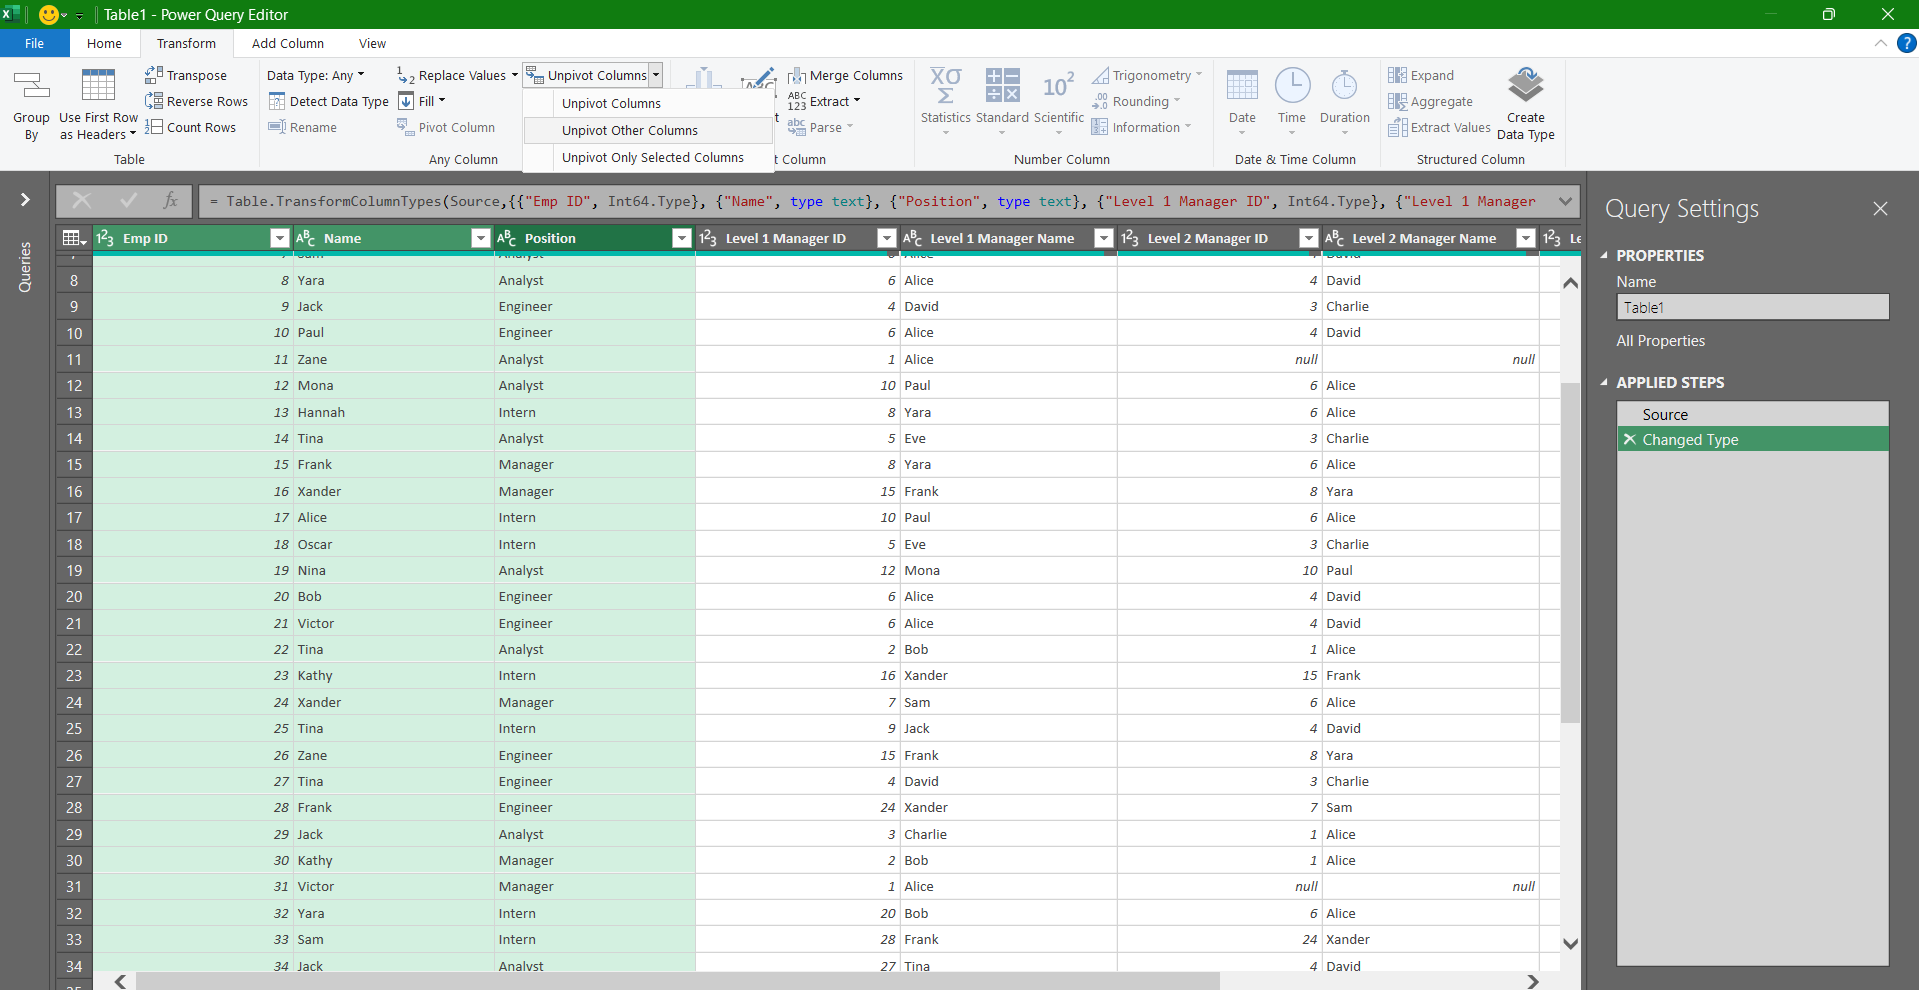 Table1 - Power Query Editor
File Home Transform Add Column View
Group By
Use First Row as Headers
Transpose
Reverse Rows
Count Rows
Table
Data Type: Any
Detect Data Type
Rename
Replace Values
Fill
Pivot Column
Any Column
Unpivot Columns
Unpivot Columns
Unpivot Other Columns
Unpivot Only Selected Columns
Merge Columns
Extract
Parse
t Column
Statistics Standard Scientific
Trigonometry
Rounding
Information
Number Column
Date Time Duration
Date & Time Column
Expand
Aggregate
Extract Values
Create Data Type
Structured Column
Queries
= Table.TransformColumnTypes(Source,{{"Emp ID", Int64.Type}, {"Name", type text}, {"Position", type text}, {"Level 1 Manager ID", Int64.Type}, {"Level 1 Manager
Emp ID Name Position Level 1 Manager ID Level 1 Manager Name Level 2 Manager ID Level 2 Manager Name Le
8 8 Yara Analyst 6 Alice 4 David
9 9 Jack Engineer 4 David 3 Charlie
10 10 Paul Engineer 6 Alice 4 David
11 11 Zane Analyst 1 Alice null null
12 12 Mona Analyst 10 Paul 6 Alice
13 13 Hannah Intern 8 Yara 6 Alice
14 14 Tina Analyst 5 Eve 3 Charlie
15 15 Frank Manager 8 Yara 6 Alice
16 16 Xander Manager 15 Frank 8 Yara
17 17 Alice Intern 10 Paul 6 Alice
18 18 Oscar Intern 5 Eve 3 Charlie
19 19 Nina Analyst 12 Mona 10 Paul
20 20 Bob Engineer 6 Alice 4 David
21 21 Victor Engineer 6 Alice 4 David
22 22 Tina Analyst 2 Bob 1 Alice
23 23 Kathy Intern 16 Xander 15 Frank
24 24 Xander Manager 7 Sam 6 Alice
25 25 Tina Intern 9 Jack 4 David
26 26 Zane Engineer 15 Frank 8 Yara
27 27 Tina Engineer 4 David 3 Charlie
28 28 Frank Engineer 24 Xander 7 Sam
29 29 Jack Analyst 3 Charlie 1 Alice
30 30 Kathy Manager 2 Bob 1 Alice
31 31 Victor Manager 1 Alice null null
32 32 Yara Intern 20 Bob 6 Alice
33 33 Sam Intern 28 Frank 24 Xander
34 34 Jack Analyst 27 Tina 4 David
Query Settings
PROPERTIES
Name
Table1
All Properties
APPLIED STEPS
Source
Changed Type